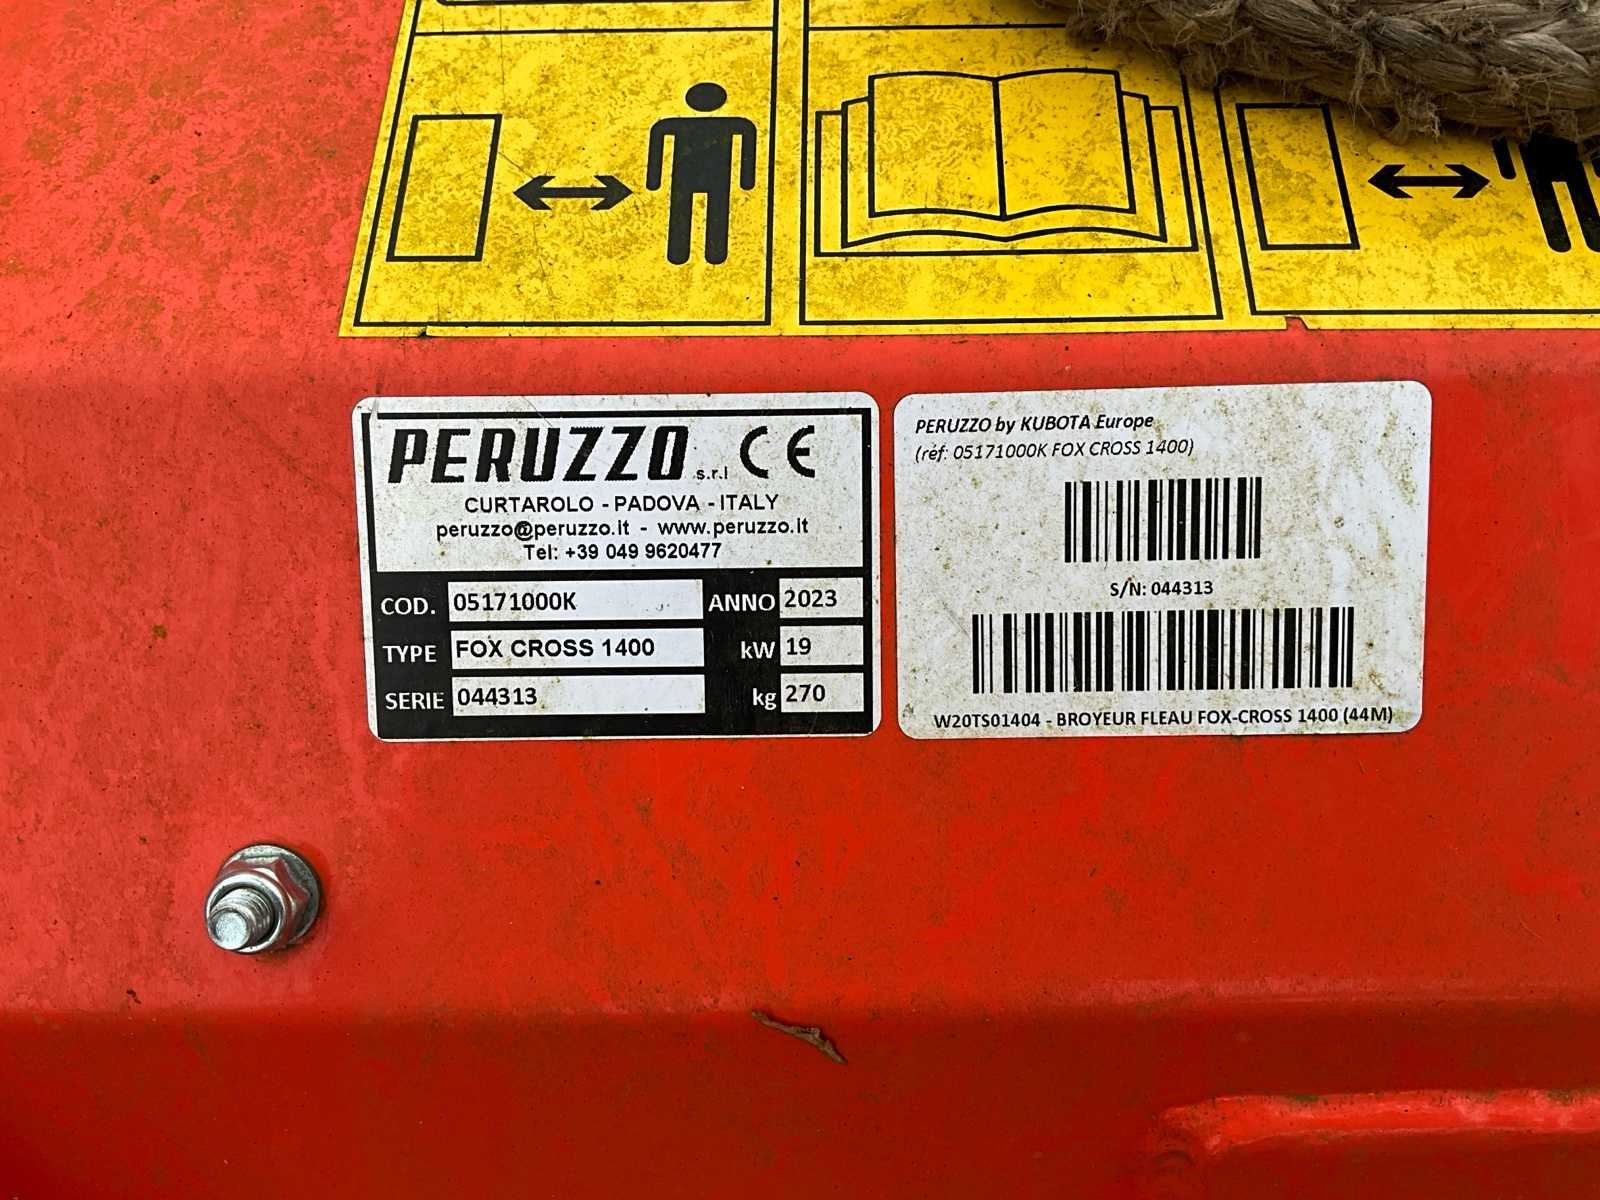 PERUZZO s.r.l CE
CURTAROLO - PADOVA - ITALY
peruzzo@peruzzo.it - www.peruzzo.it
Tel: +39 049 9620477
COD. 05171000K ANNO 2023
TYPE FOX CROSS 1400 kW 19
SERIE 044313 kg 270
PERUZZO by KUBOTA Europe
(réf: 05171000K FOX CROSS 1400)
S/N: 044313
W20TS01404 - BROYEUR FLEAU FOX-CROSS 1400 (44M)